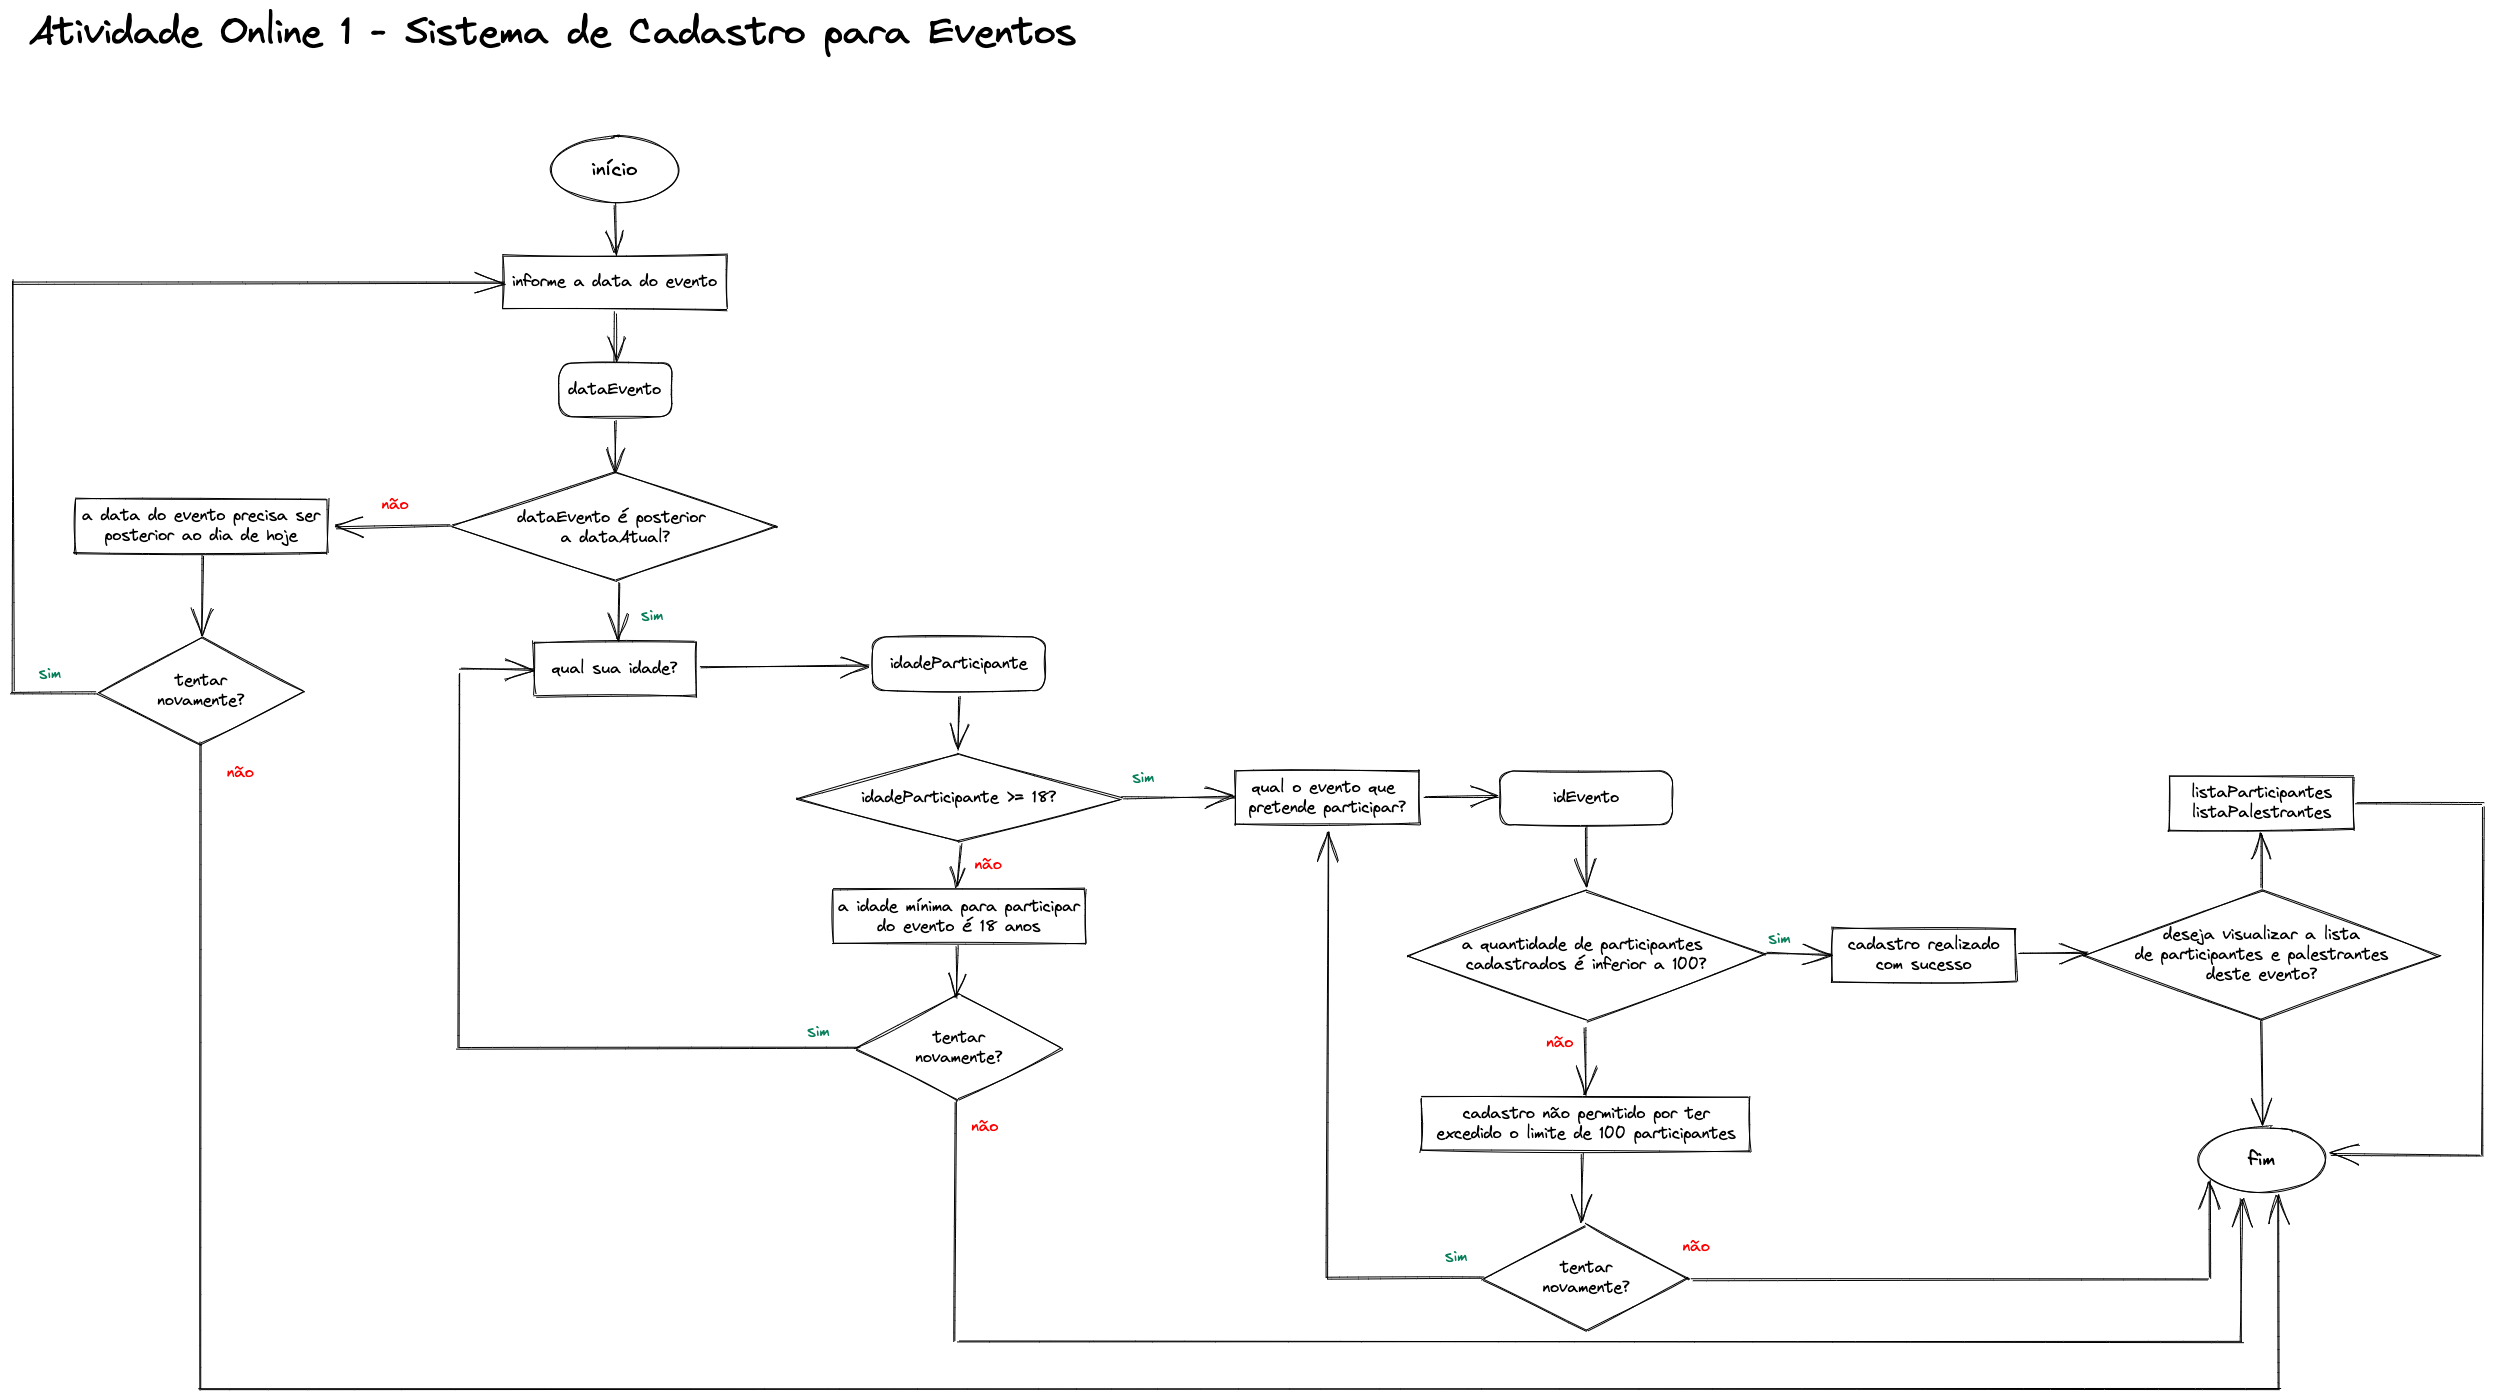 Atividade Online 1 - Sistema de Cadastro para Eventos
início
informe a data do evento
dataEvento
dataEvento é posterior
a dataAtual?
não
a data do evento precisa ser
posterior ao dia de hoje
tentar
novamente?
Sim
não
Sim
qual sua idade?
idadeParticipante
idadeParticipante >= 18?
Sim
não
a idade mínima para participar
do evento é 18 anos
tentar
novamente?
Sim
não
qual o evento que
pretende participar?
idEvento
a quantidade de participantes
cadastrados é inferior a 100?
Sim
não
cadastro não permitido por ter
excedido o limite de 100 participantes
tentar
novamente?
Sim
não
cadastro realizado
com sucesso
deseja visualizar a lista
de participantes e palestrantes
deste evento?
listaParticipantes
listaPalestrantes
fim